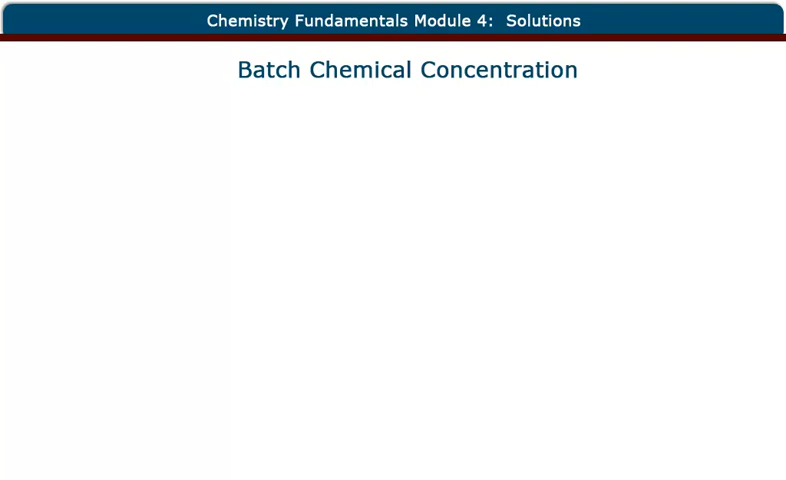 Chemistry Fundamentals Module 4:  Solutions
Batch Chemical Concentration